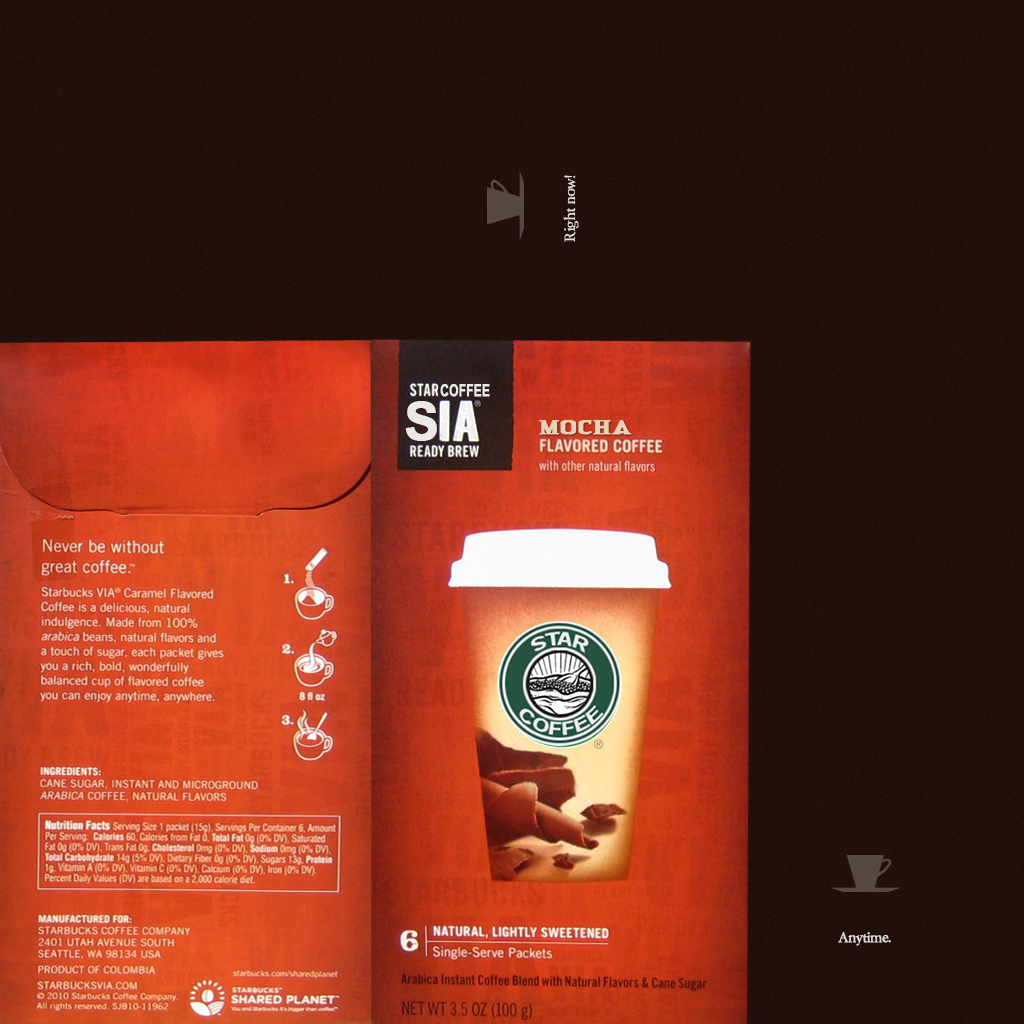 Right now!
STAR COFFEE
SIA®
READY BREW
MOCHA
FLAVORED COFFEE
with other natural flavors
STAR
COFFEE
®
6 NATURAL, LIGHTLY SWEETENED
Single-Serve Packets
Arabica Instant Coffee Blend with Natural Flavors & Cane Sugar
NET WT 3.5 OZ (100 g)
Never be without
great coffee.™
Starbucks VIA® Caramel Flavored
Coffee is a delicious, natural
indulgence. Made from 100%
arabica beans, natural flavors and
a touch of sugar, each packet gives
you a rich, bold, wonderfully
balanced cup of flavored coffee
you can enjoy anytime, anywhere.
1.
2.
8 fl oz
3.
INGREDIENTS:
CANE SUGAR, INSTANT AND MICROGROUND
ARABICA COFFEE, NATURAL FLAVORS
Nutrition Facts Serving Size 1 packet (15g), Servings Per Container 6, Amount
Per Serving: Calories 60, Calories from Fat 0, Total Fat 0g (0% DV), Saturated
Fat 0g (0% DV), Trans Fat 0g, Cholesterol 0mg (0% DV), Sodium 0mg (0% DV),
Total Carbohydrate 14g (5% DV), Dietary Fiber 0g (0% DV), Sugars 13g, Protein
1g, Vitamin A (0% DV), Vitamin C (0% DV), Calcium (0% DV), Iron (0% DV).
Percent Daily Values (DV) are based on a 2,000 calorie diet.
MANUFACTURED FOR:
STARBUCKS COFFEE COMPANY
2401 UTAH AVENUE SOUTH
SEATTLE, WA 98134 USA
PRODUCT OF COLOMBIA
STARBUCKSVIA.COM
© 2010 Starbucks Coffee Company.
All rights reserved. SJB10-11962
starbucks.com/sharedplanet
STARBUCKS™
SHARED PLANET™
You and Starbucks. It's bigger than coffee™
Anytime.